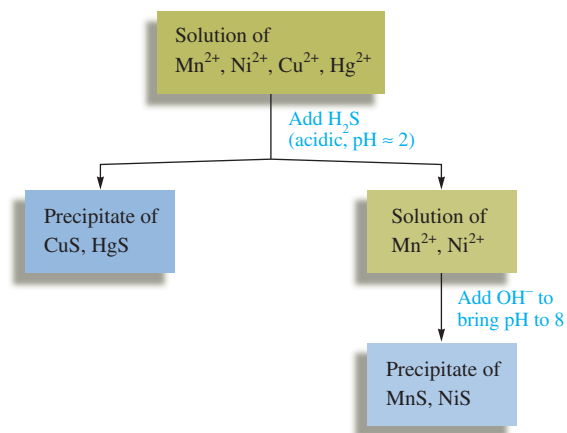 Solution of
Mn²⁺, Ni²⁺, Cu²⁺, Hg²⁺
Add H₂S
(acidic, pH ≈ 2)
Precipitate of
CuS, HgS
Solution of
Mn²⁺, Ni²⁺
Add OH⁻ to
bring pH to 8
Precipitate of
MnS, NiS